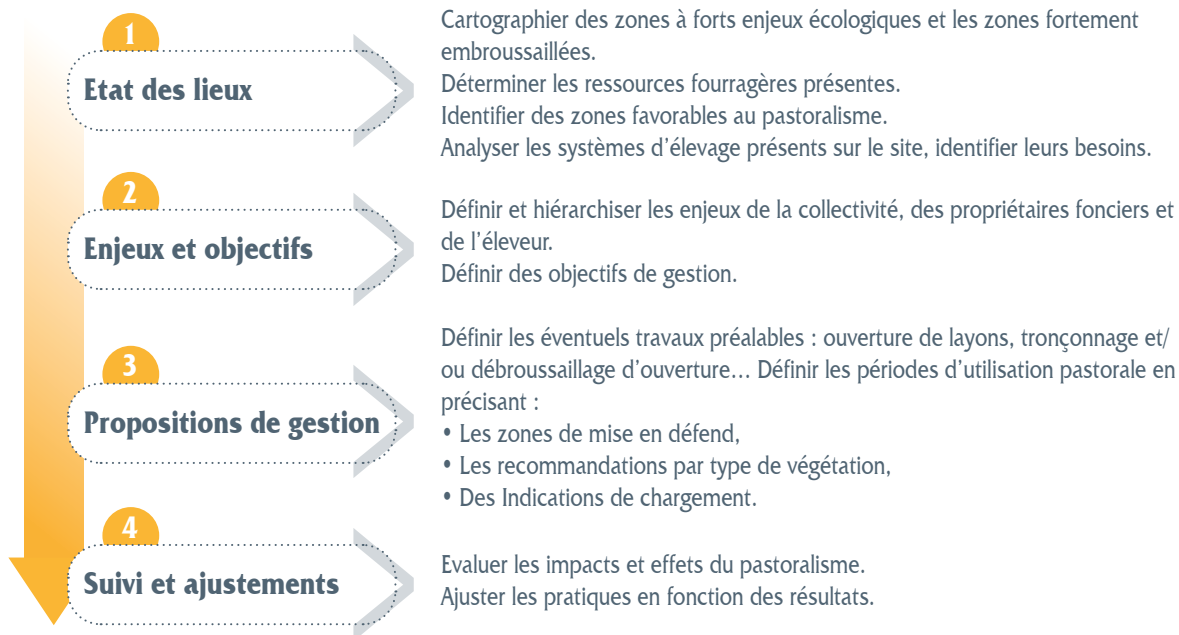 1
Etat des lieux
Cartographier des zones à forts enjeux écologiques et les zones fortement
embroussaillées.
Déterminer les ressources fourragères présentes.
Identifier des zones favorables au pastoralisme.
Analyser les systèmes d'élevage présents sur le site, identifier leurs besoins.
2
Enjeux et objectifs
Définir et hiérarchiser les enjeux de la collectivité, des propriétaires fonciers et
de l'éleveur.
Définir des objectifs de gestion.
3
Propositions de gestion
Définir les éventuels travaux préalables : ouverture de layons, tronçonnage et/
ou débroussaillage d'ouverture… Définir les périodes d'utilisation pastorale en
précisant :
• Les zones de mise en défend,
• Les recommandations par type de végétation,
• Des Indications de chargement.
4
Suivi et ajustements
Evaluer les impacts et effets du pastoralisme.
Ajuster les pratiques en fonction des résultats.